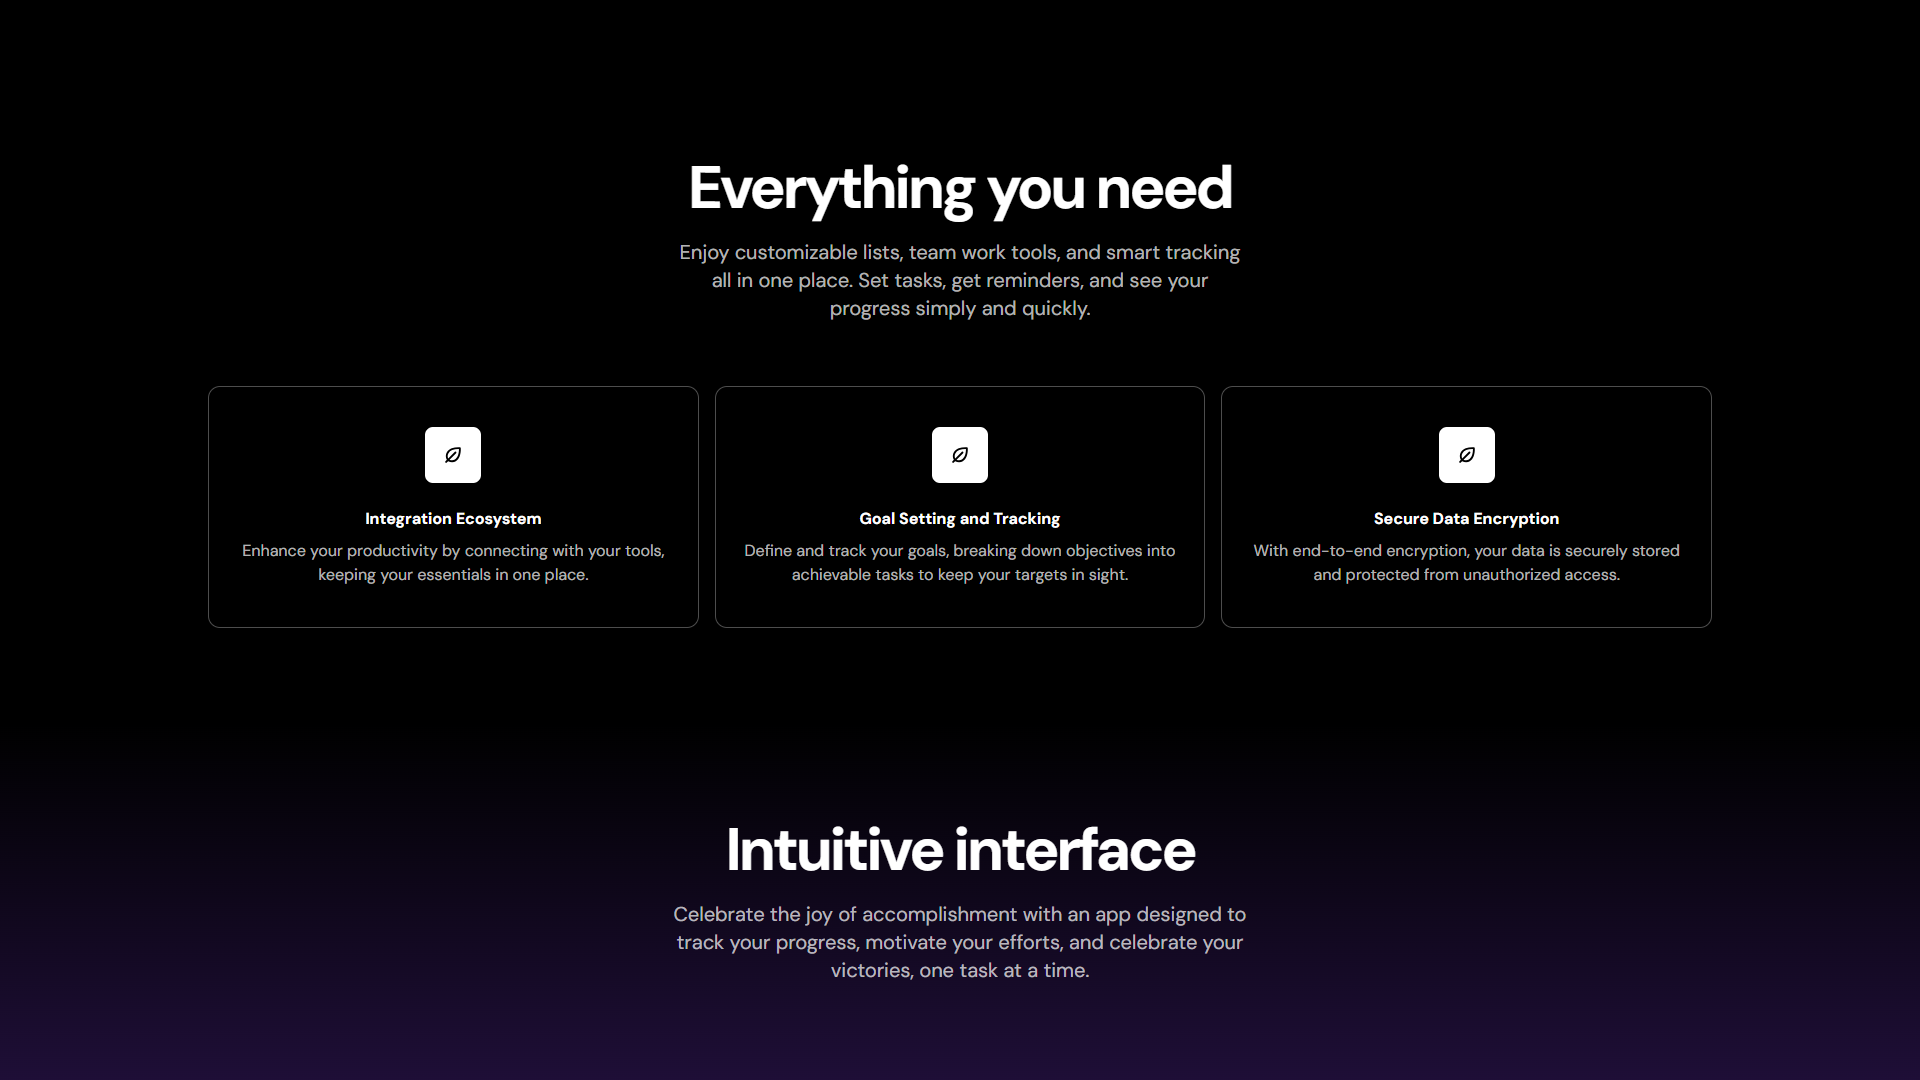 Everything you need
Enjoy customizable lists, team work tools, and smart tracking
all in one place. Set tasks, get reminders, and see your
progress simply and quickly.
Integration Ecosystem
Enhance your productivity by connecting with your tools,
keeping your essentials in one place.
Goal Setting and Tracking
Define and track your goals, breaking down objectives into
achievable tasks to keep your targets in sight.
Secure Data Encryption
With end-to-end encryption, your data is securely stored
and protected from unauthorized access.
Intuitive interface
Celebrate the joy of accomplishment with an app designed to
track your progress, motivate your efforts, and celebrate your
victories, one task at a time.